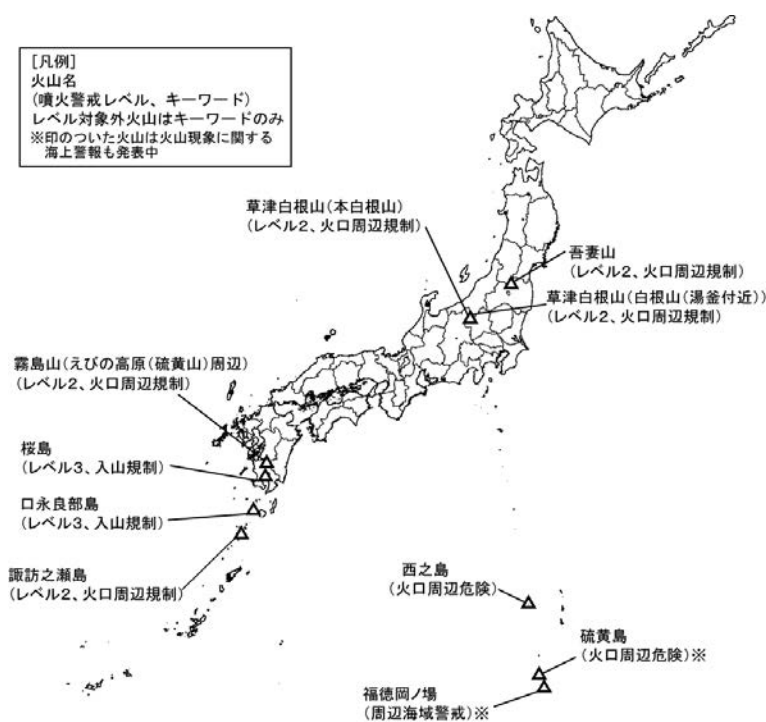 [凡例]
火山名
(噴火警戒レベル、キーワード)
レベル対象外火山はキーワードのみ
※印のついた火山は火山現象に関する
海上警報も発表中
草津白根山(本白根山)
(レベル2、火口周辺規制)
吾妻山
(レベル2、火口周辺規制)
草津白根山(白根山(湯釜付近))
(レベル2、火口周辺規制)
霧島山(えびの高原(硫黄山)周辺)
(レベル2、火口周辺規制)
桜島
(レベル3、入山規制)
口永良部島
(レベル3、入山規制)
諏訪之瀬島
(レベル2、火口周辺規制)
西之島
(火口周辺危険)
硫黄島
(火口周辺危険)※
福徳岡ノ場
(周辺海域警戒)※